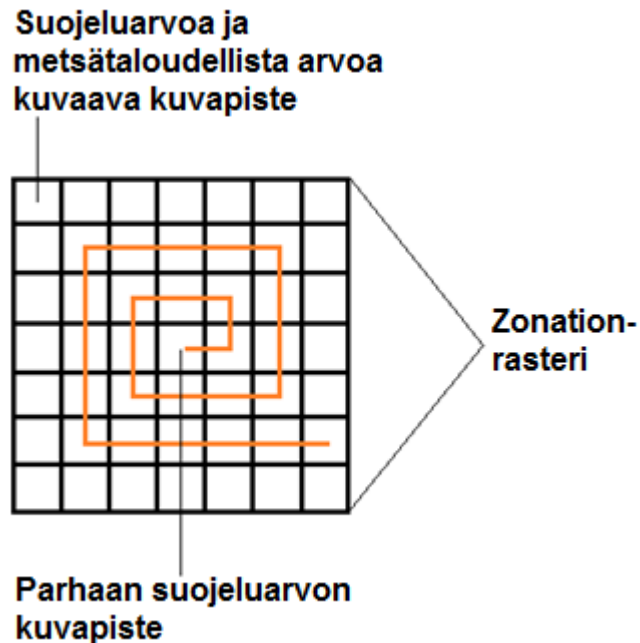 Suojeluarvoa ja
metsätaloudellista arvoa
kuvaava kuvapiste
Zonation-
rasteri
Parhaan suojeluarvon
kuvapiste